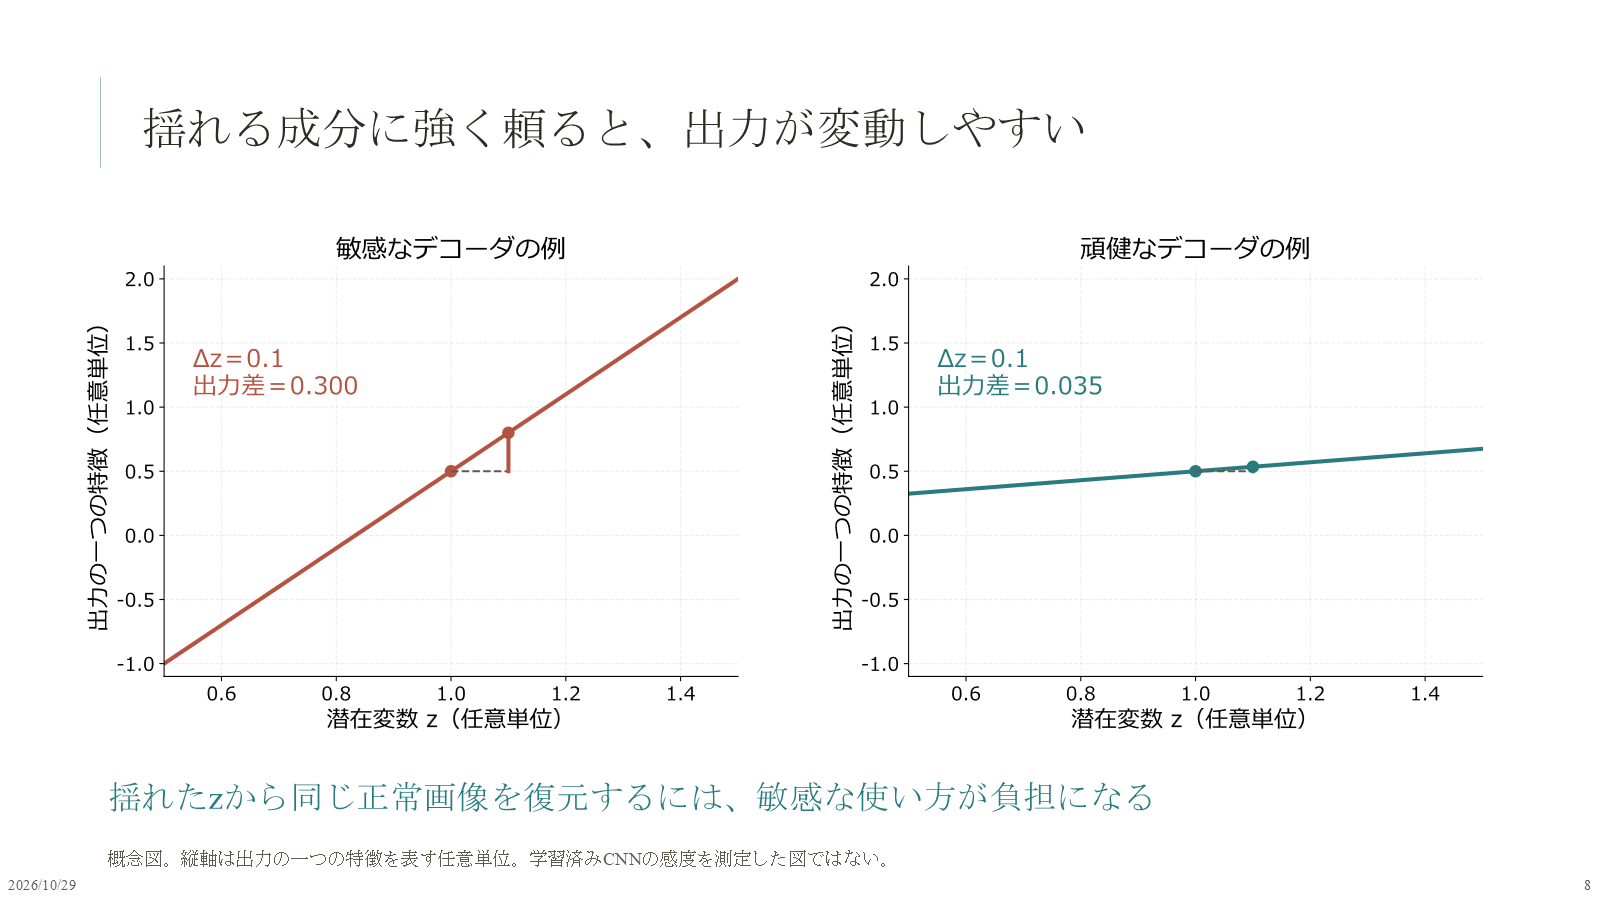 揺れる成分に強く頼ると、出力が変動しやすい
敏感なデコーダの例
2.0
1.5
1.0
0.5
0.0
-0.5
-1.0
出力の一つの特徴（任意単位）
Δz＝0.1
出力差＝0.300
0.6 0.8 1.0 1.2 1.4
潜在変数 z（任意単位）
頑健なデコーダの例
2.0
1.5
1.0
0.5
0.0
-0.5
-1.0
出力の一つの特徴（任意単位）
Δz＝0.1
出力差＝0.035
0.6 0.8 1.0 1.2 1.4
潜在変数 z（任意単位）
揺れたzから同じ正常画像を復元するには、敏感な使い方が負担になる
概念図。縦軸は出力の一つの特徴を表す任意単位。学習済みCNNの感度を測定した図ではない。
2026/10/29
8